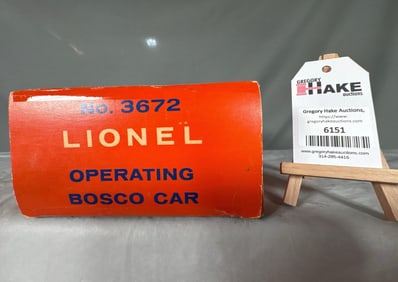 NO. 3672
LIONEL
OPERATING
BOSCO CAR
GREGORY
HAKE
auctions
Gregory Hake Auctions,
https://www.
gregoryhakeauctions.com
6151
www.gregoryhakeauctions.com
314-285-4416